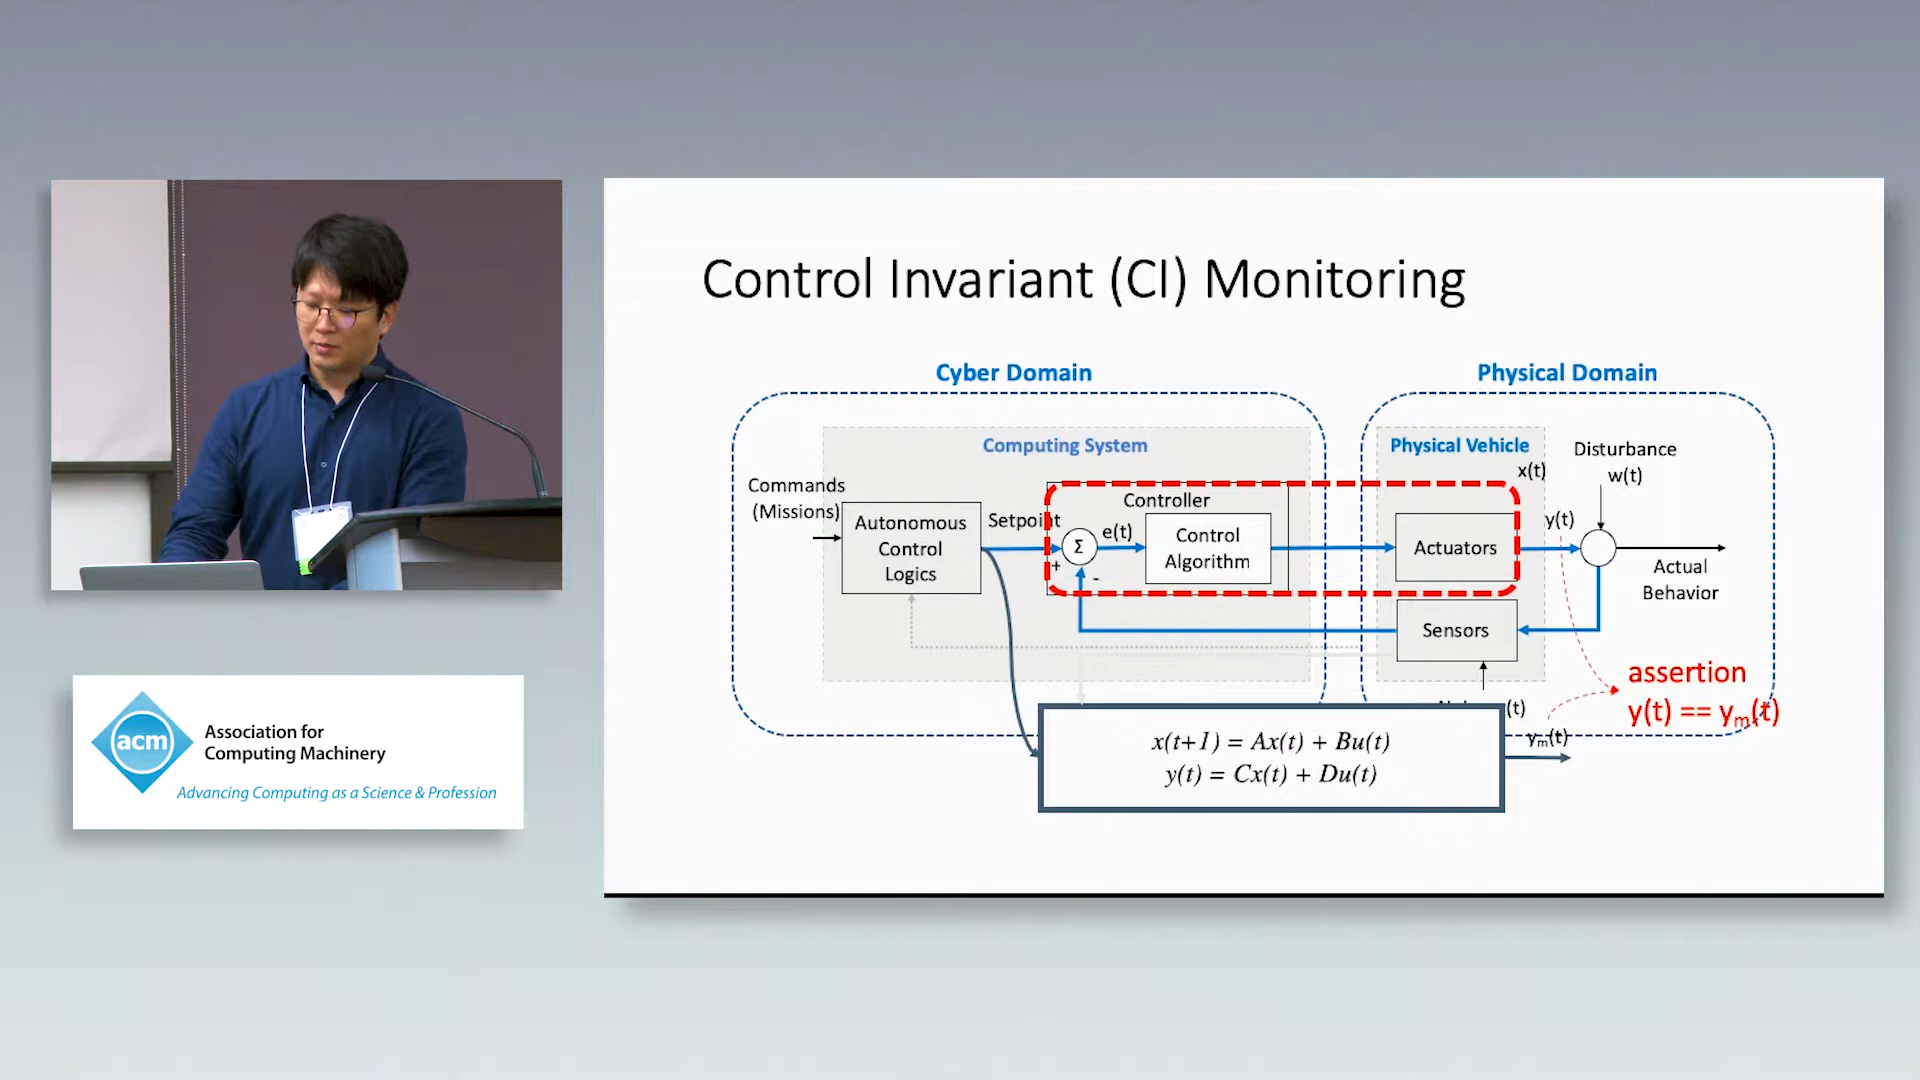 Control Invariant (CI) Monitoring
Cyber Domain
Physical Domain
Computing System
Physical Vehicle
Disturbance
w(t)
x(t)
Commands
(Missions)
Autonomous
Control
Logics
Setpoint
Controller
Σ
+
-
e(t)
Control
Algorithm
Actuators
y(t)
Actual
Behavior
Sensors
(t)
assertion
y(t) == yₘ(t)
yₘ(t)
x(t+1) = Ax(t) + Bu(t)
y(t) = Cx(t) + Du(t)
acm
Association for
Computing Machinery
Advancing Computing as a Science & Profession